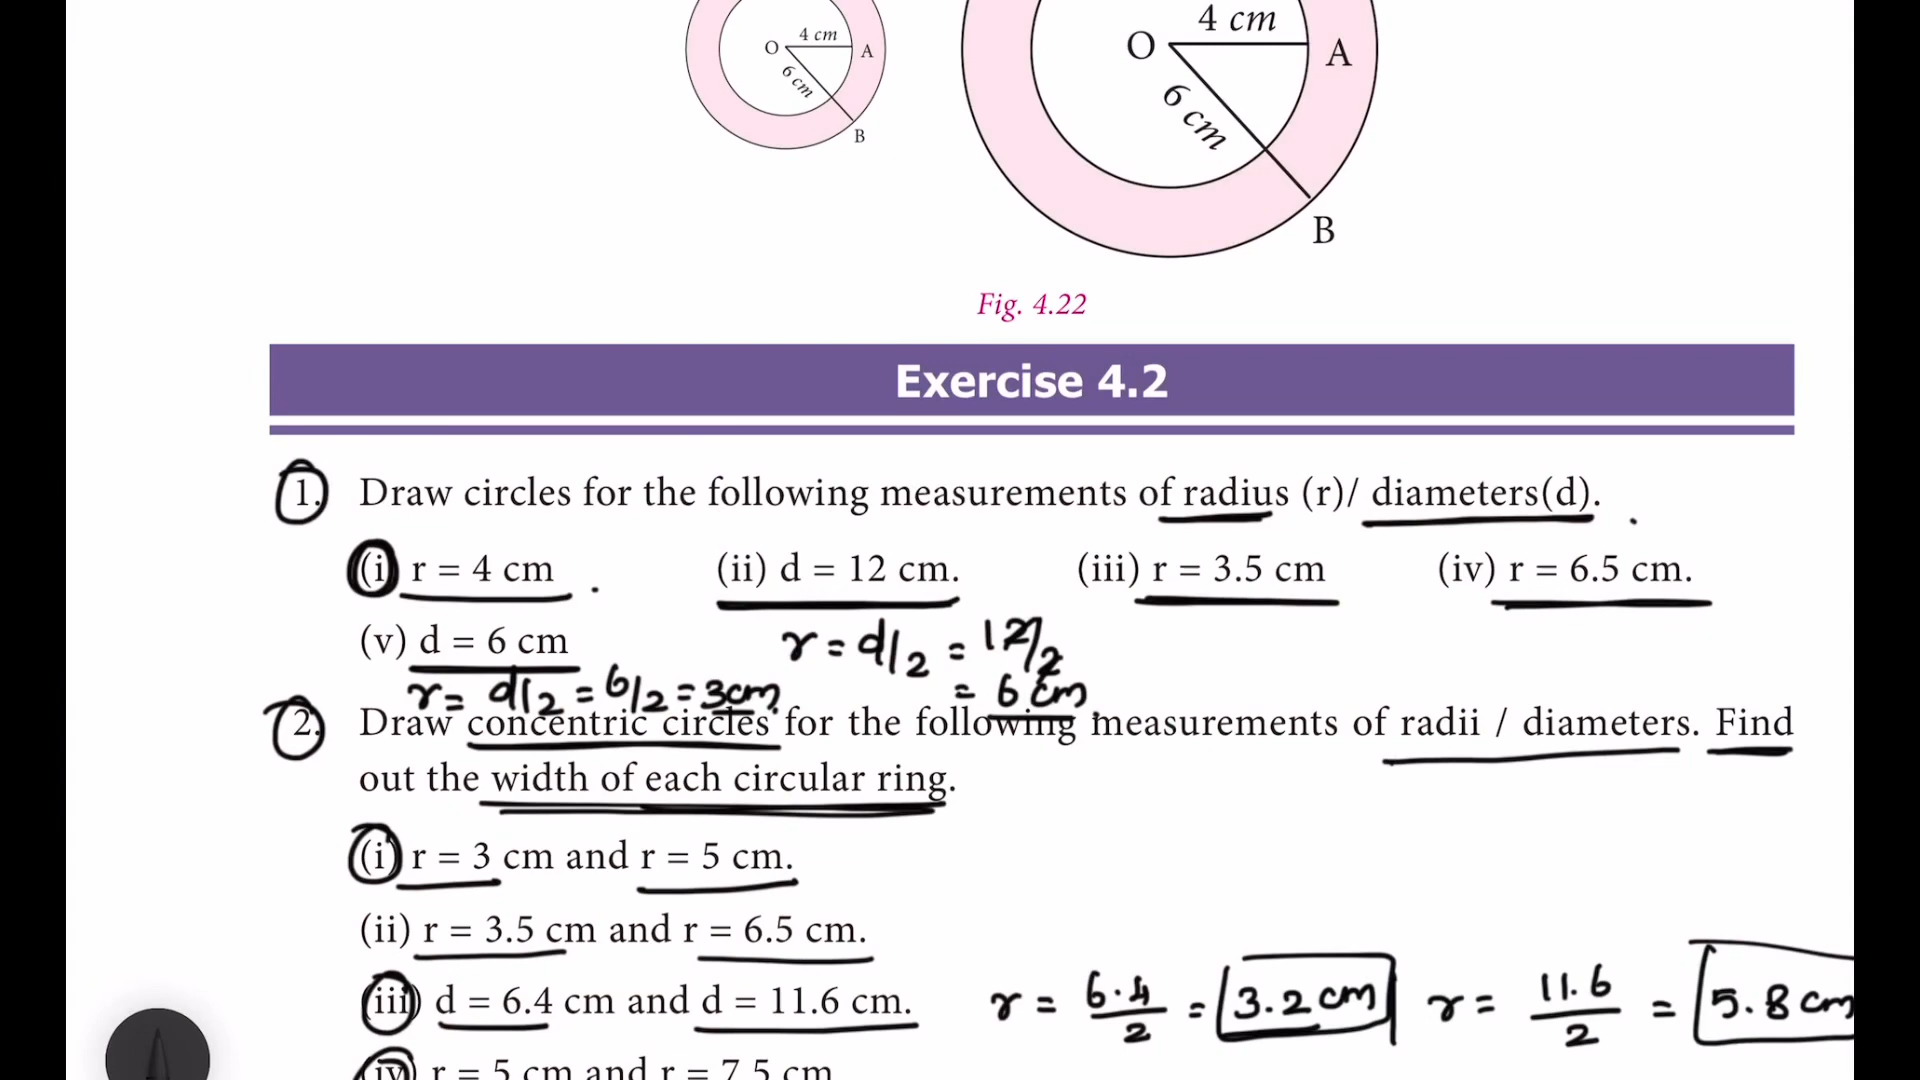 4 cm
O
A
6 cm
B
4 cm
O
A
6 cm
B
Fig. 4.22
Exercise 4.2
1. Draw circles for the following measurements of radius (r)/ diameters(d).
(i) r = 4 cm (ii) d = 12 cm. (iii) r = 3.5 cm (iv) r = 6.5 cm.
(v) d = 6 cm
r = d/2 = 12/2
= 6 cm.
r = d/2 = 6/2 = 3cm.
2. Draw concentric circles for the following measurements of radii / diameters. Find
out the width of each circular ring.
(i) r = 3 cm and r = 5 cm.
(ii) r = 3.5 cm and r = 6.5 cm.
(iii) d = 6.4 cm and d = 11.6 cm. r = 6.4/2 = 3.2 cm r = 11.6/2 = 5.8 cm
(iv) r = 5 cm and r = 7.5 cm